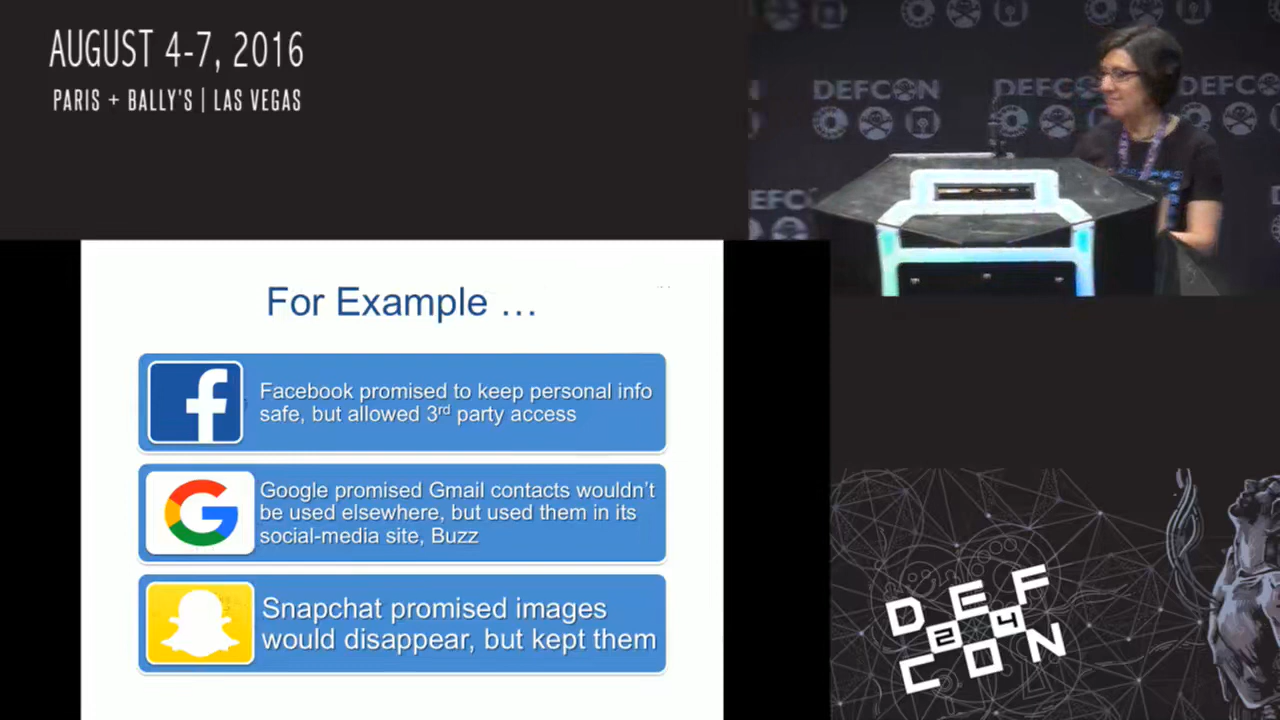 AUGUST 4-7, 2016
PARIS + BALLY'S | LAS VEGAS
DEFCON
DEFCON
DEFCON
EFC
For Example …
Facebook promised to keep personal info
safe, but allowed 3rd party access
Google promised Gmail contacts wouldn't
be used elsewhere, but used them in its
social-media site, Buzz
Snapchat promised images
would disappear, but kept them
DEF
24
CON